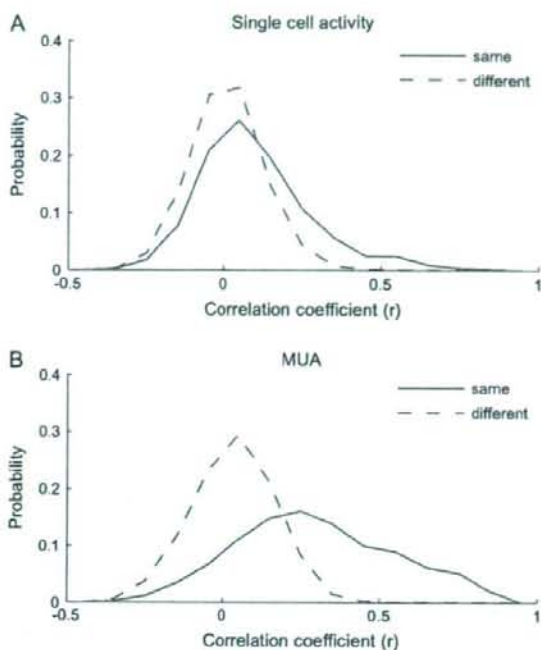 A
Single cell activity
0.4
0.3
0.2
0.1
0
Probability
same
different
-0.5
0
0.5
1
Correlation coefficient (r)
B
MUA
0.4
0.3
0.2
0.1
0
Probability
same
different
-0.5
0
0.5
1
Correlation coefficient (r)